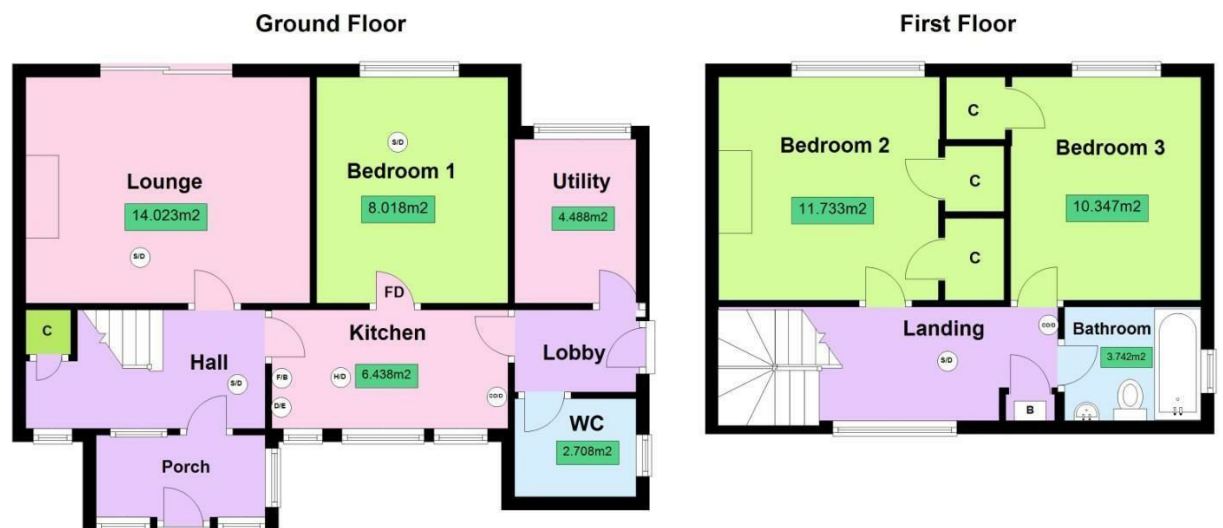 Ground Floor
First Floor
Lounge
14.023m2
S/D
S/D
Bedroom 1
8.018m2
FD
Utility
4.488m2
C
Hall
S/D
Kitchen
6.438m2
F/B
H/D
D/E
CO/D
Lobby
WC
2.708m2
Porch
Bedroom 2
11.733m2
C
C
C
Bedroom 3
10.347m2
Landing
S/D
CO/D
B
Bathroom
3.742m2